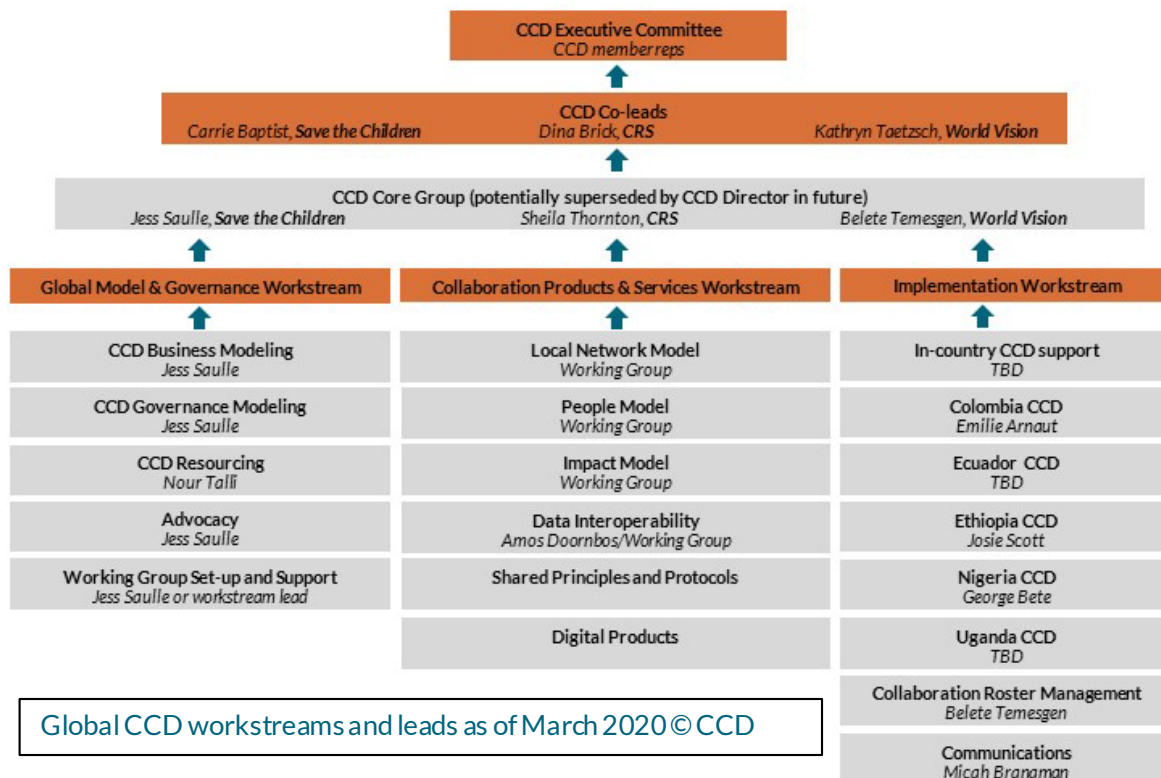 CCD Executive Committee
CCD member reps
CCD Co-leads
Carrie Baptist, Save the Children
Dina Brick, CRS
Kathryn Taetzsch, World Vision
CCD Core Group (potentially superseded by CCD Director in future)
Jess Saulle, Save the Children
Sheila Thornton, CRS
Belete Temesgen, World Vision
Global Model & Governance Workstream
CCD Business Modeling
Jess Saulle
CCD Governance Modeling
Jess Saulle
CCD Resourcing
Nour Talli
Advocacy
Jess Saulle
Working Group Set-up and Support
Jess Saulle or workstream lead
Collaboration Products & Services Workstream
Local Network Model
Working Group
People Model
Working Group
Impact Model
Working Group
Data Interoperability
Amos Doornbos/Working Group
Shared Principles and Protocols
Digital Products
Implementation Workstream
In-country CCD support
TBD
Colombia CCD
Emilie Arnaut
Ecuador CCD
TBD
Ethiopia CCD
Josie Scott
Nigeria CCD
George Bete
Uganda CCD
TBD
Collaboration Roster Management
Belete Temesgen
Communications
Micah Branaman
Global CCD workstreams and leads as of March 2020 © CCD